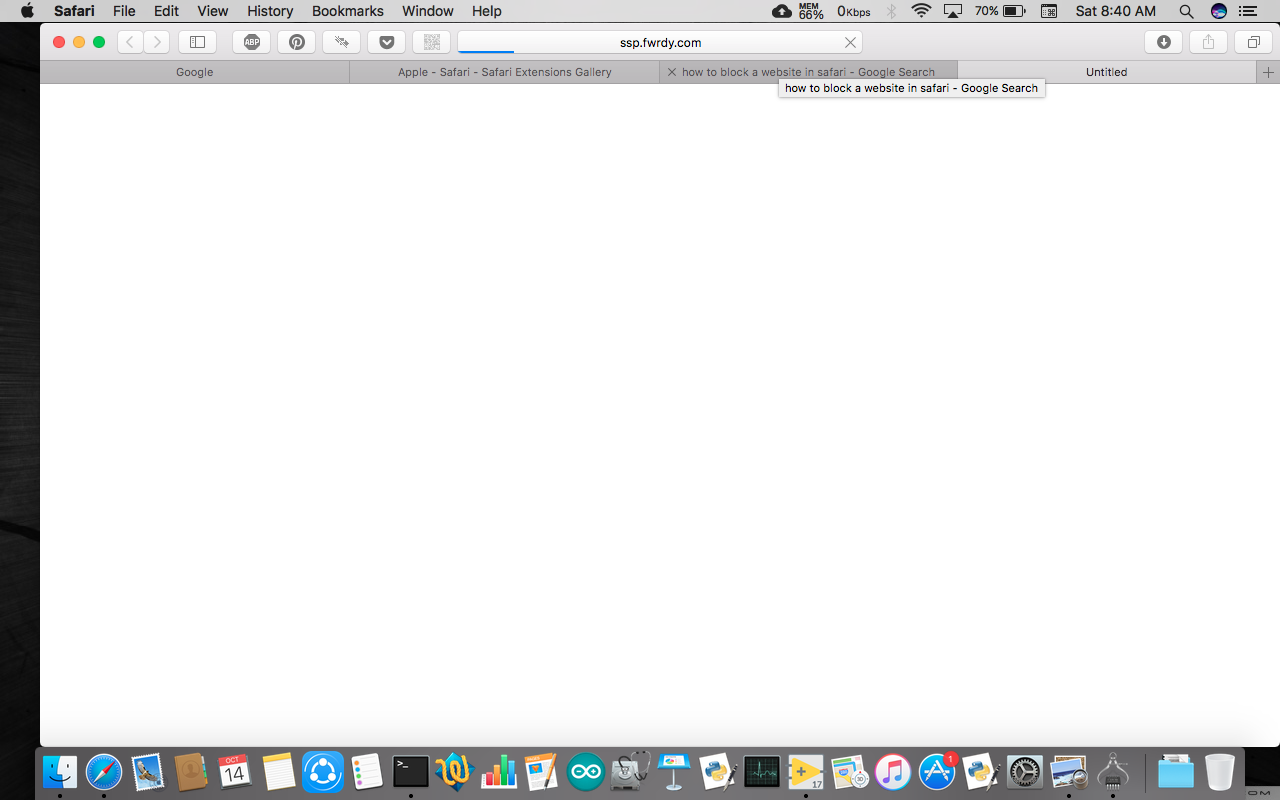 Safari File Edit View History Bookmarks Window Help MEM 66% 0Kbps 70% Sat 8:40 AM
ABP ssp.fwrdy.com
Google Apple - Safari - Safari Extensions Gallery how to block a website in safari - Google Search Untitled
how to block a website in safari - Google Search
OCT
14
>_
17
30
1